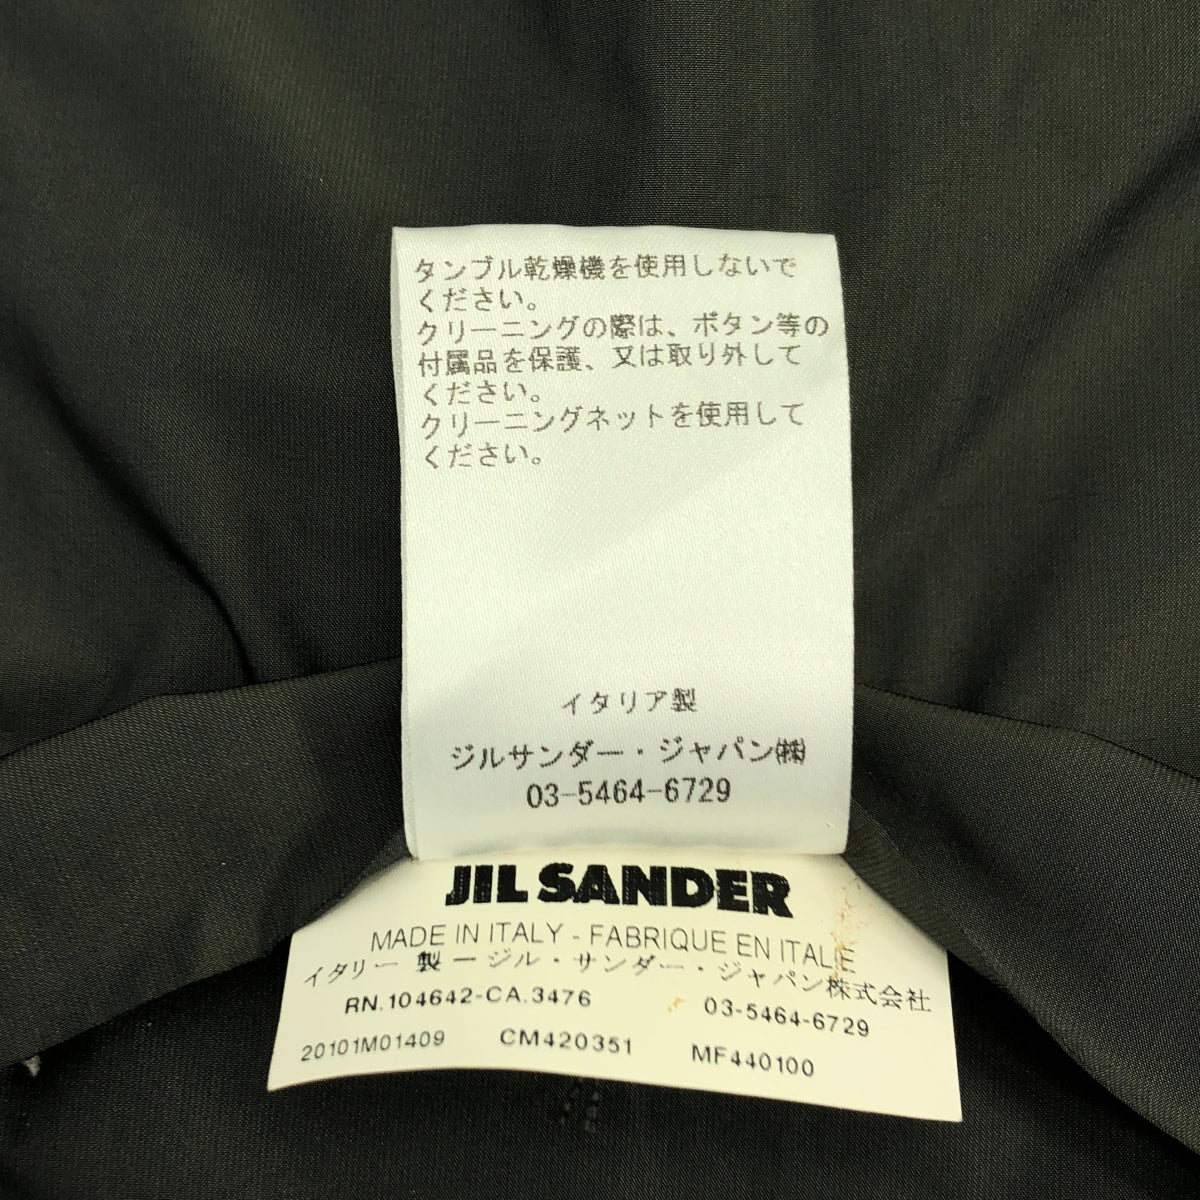 タンブル乾燥機を使用しないで
ください。
クリーニングの際は、ボタン等の
付属品を保護、又は取り外して
ください。
クリーニングネットを使用して
ください。
イタリア製
ジルサンダー・ジャパン㈱
03-5464-6729
JIL SANDER
MADE IN ITALY - FABRIQUE EN ITALIE
イタリー 製 ー ジル・サンダー・ジャパン株式会社
RN.104642-CA.3476 03-5464-6729
20101M01409 CM420351 MF440100